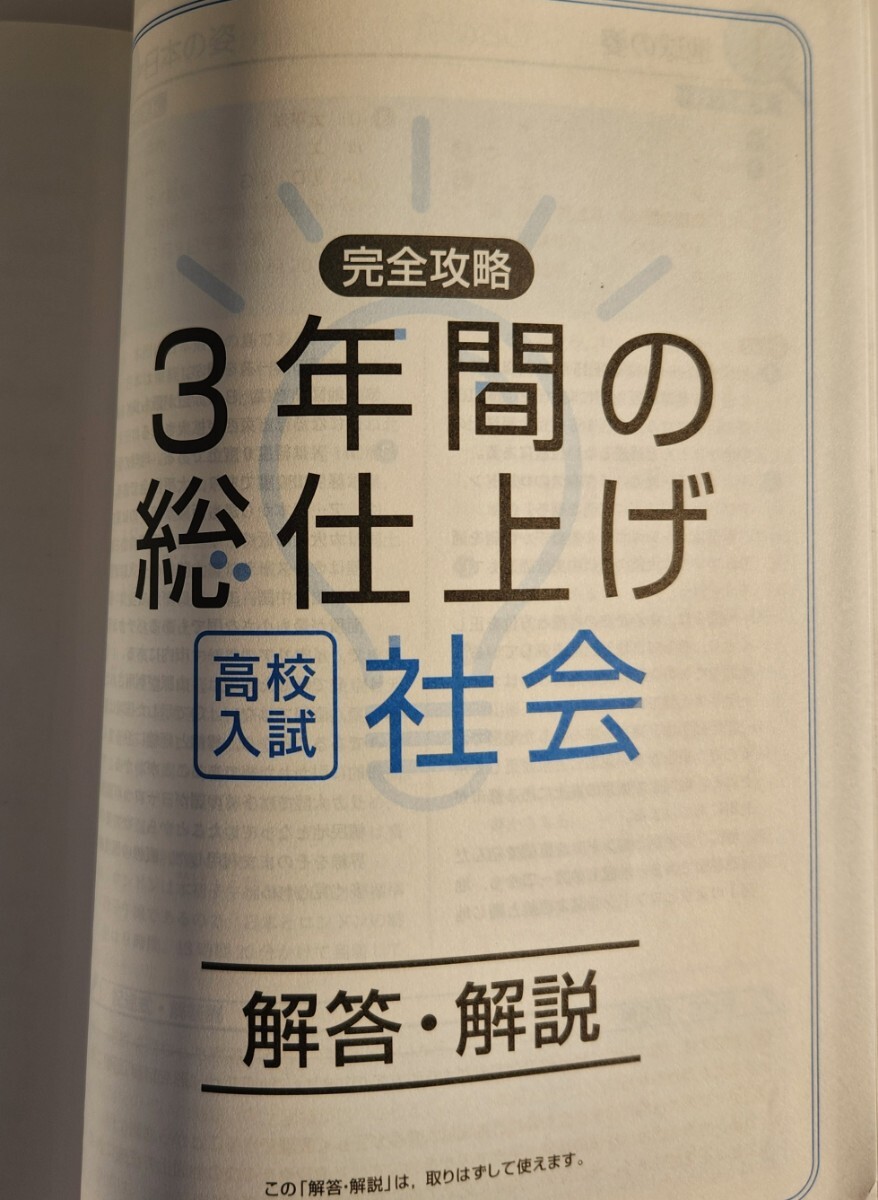 完全攻略
3年間の
総仕上げ
高校
入試
社会
解答・解説
この「解答・解説」は，取りはずして使えます。